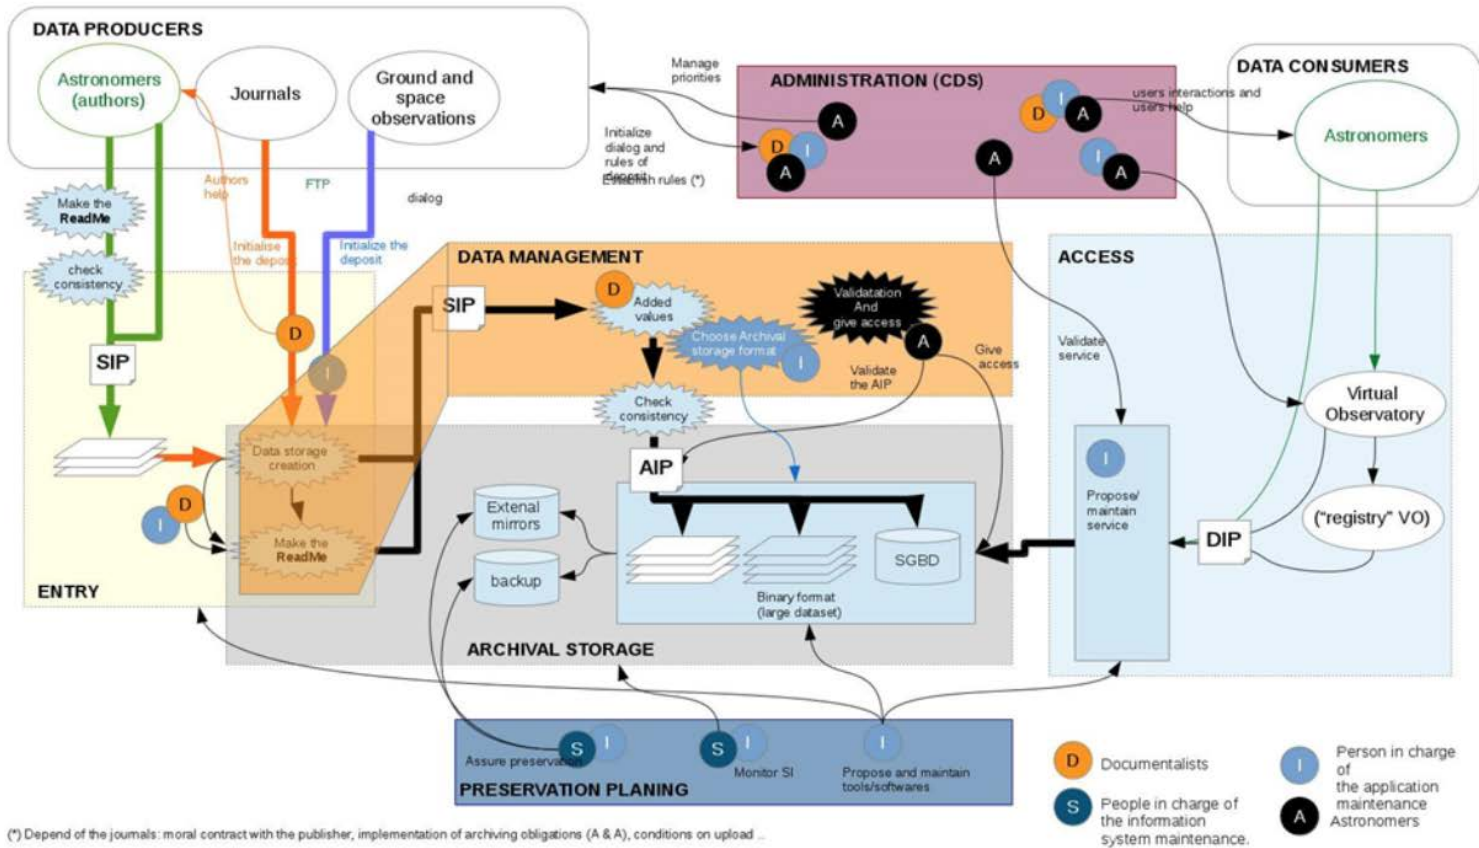 DATA PRODUCERS
Astronomers
(authors)
Journals
Ground and
space
observations
Manage
priorities
Initialize
dialog and
rules of
deposit
Establish rules (*)
ADMINISTRATION (CDS)
A
D
I
A
D
I
A
A
I
A
users interactions and
users help
DATA CONSUMERS
Astronomers
Make the
ReadMe
check
consistency
SIP
Authors
help
FTP
dialog
Initialise
the deposit
Initialize the
deposit
D
I
ENTRY
D
I
Data storage
creation
Make the
ReadMe
DATA MANAGEMENT
SIP
D
Added
values
Choose Archival
storage format
I
Validatation
And
give access
A
Validate
the AIP
Give
access
Check
consistency
AIP
Extenal
mirrors
backup
SGBD
Binary format
(large dataset)
ARCHIVAL STORAGE
ACCESS
Validate
service
I
Propose/
maintain
service
Virtual
Observatory
("registry" VO)
DIP
S
I
Assure preservation
S
I
Monitor SI
I
Propose and maintain
tools/softwares
PRESERVATION PLANING
D
Documentalists
S
People in charge of
the information
system maintenance.
I
Person in charge
of
the application
maintenance
A
Astronomers
(*) Depend of the journals: moral contract with the publisher, implementation of archiving obligations (A & A), conditions on upload ..